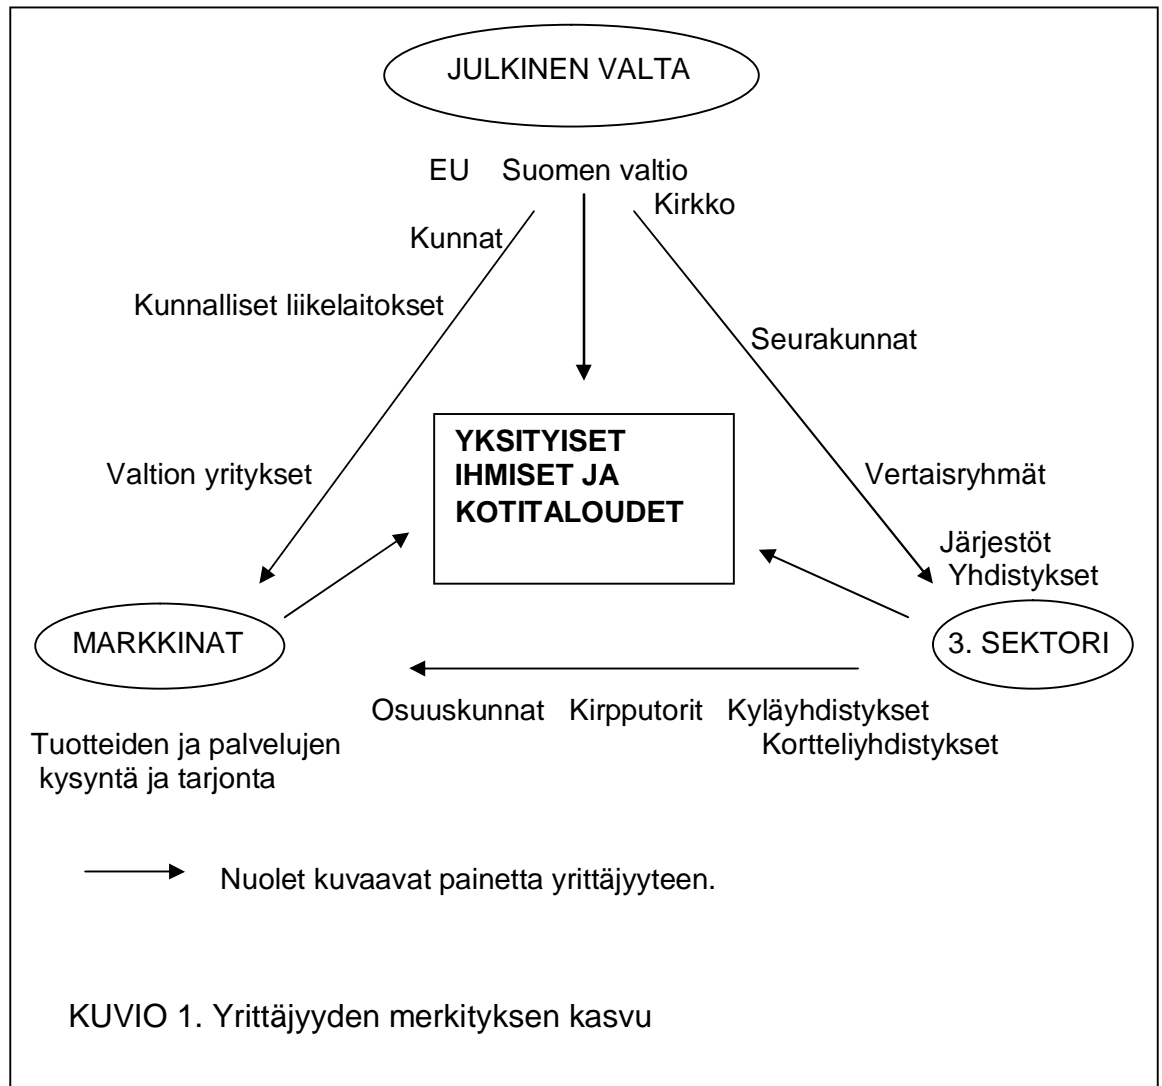 JULKINEN VALTA
EU Suomen valtio
Kirkko
Kunnat
Kunnalliset liikelaitokset
Seurakunnat
YKSITYISET
IHMISET JA
KOTITALOUDET
Valtion yritykset
Vertaisryhmät
Järjestöt
Yhdistykset
MARKKINAT
3. SEKTORI
Osuuskunnat Kirpputorit Kyläyhdistykset
Kortteliyhdistykset
Tuotteiden ja palvelujen
kysyntä ja tarjonta
Nuolet kuvaavat painetta yrittäjyyteen.
KUVIO 1. Yrittäjyyden merkityksen kasvu